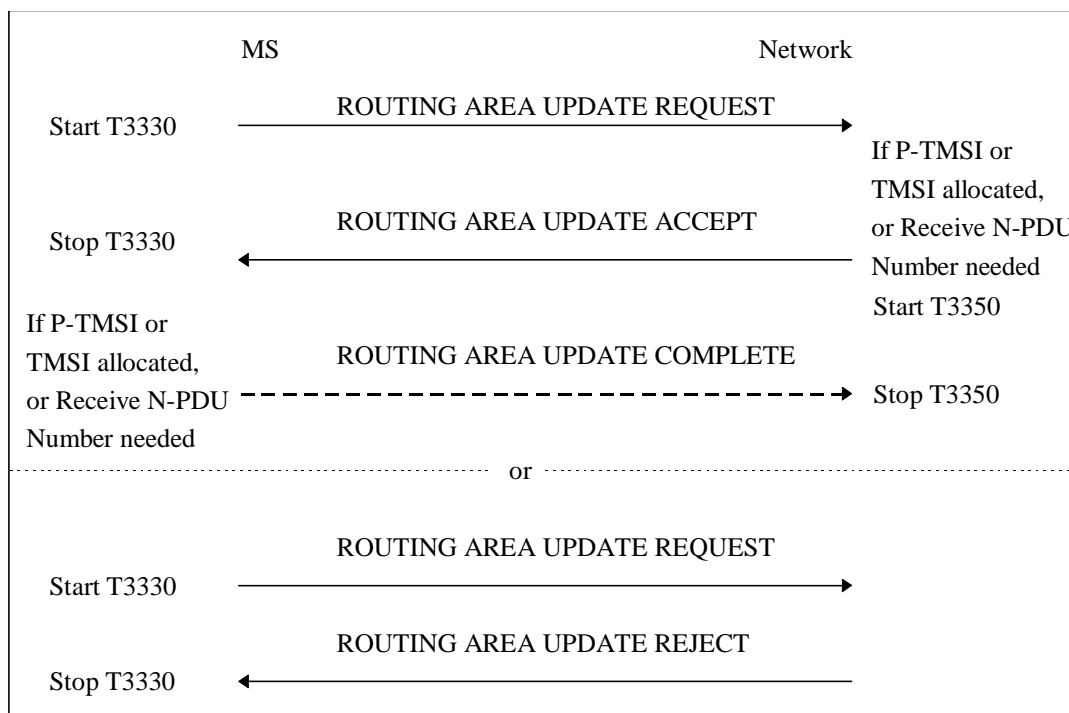 MS Network
ROUTING AREA UPDATE REQUEST
Start T3330
If P-TMSI or
TMSI allocated,
or Receive N-PDU
Number needed
Start T3350
ROUTING AREA UPDATE ACCEPT
Stop T3330
If P-TMSI or
TMSI allocated,
or Receive N-PDU
Number needed
ROUTING AREA UPDATE COMPLETE
Stop T3350
or
ROUTING AREA UPDATE REQUEST
Start T3330
ROUTING AREA UPDATE REJECT
Stop T3330